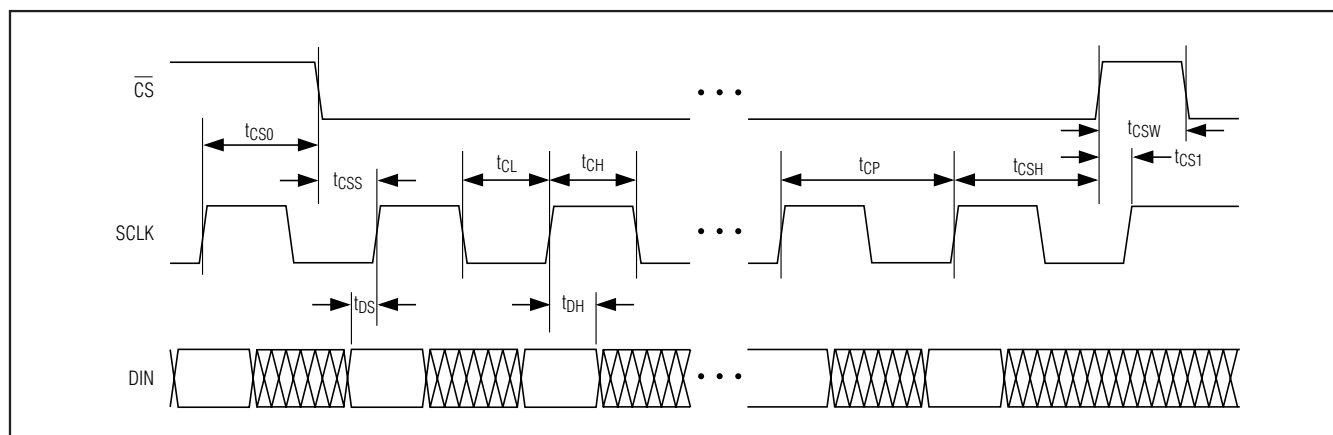 CS
tCS0
tCSW
tCSS
tCL
tCH
tCP
tCSH
tCS1
SCLK
tDS
tDH
DIN